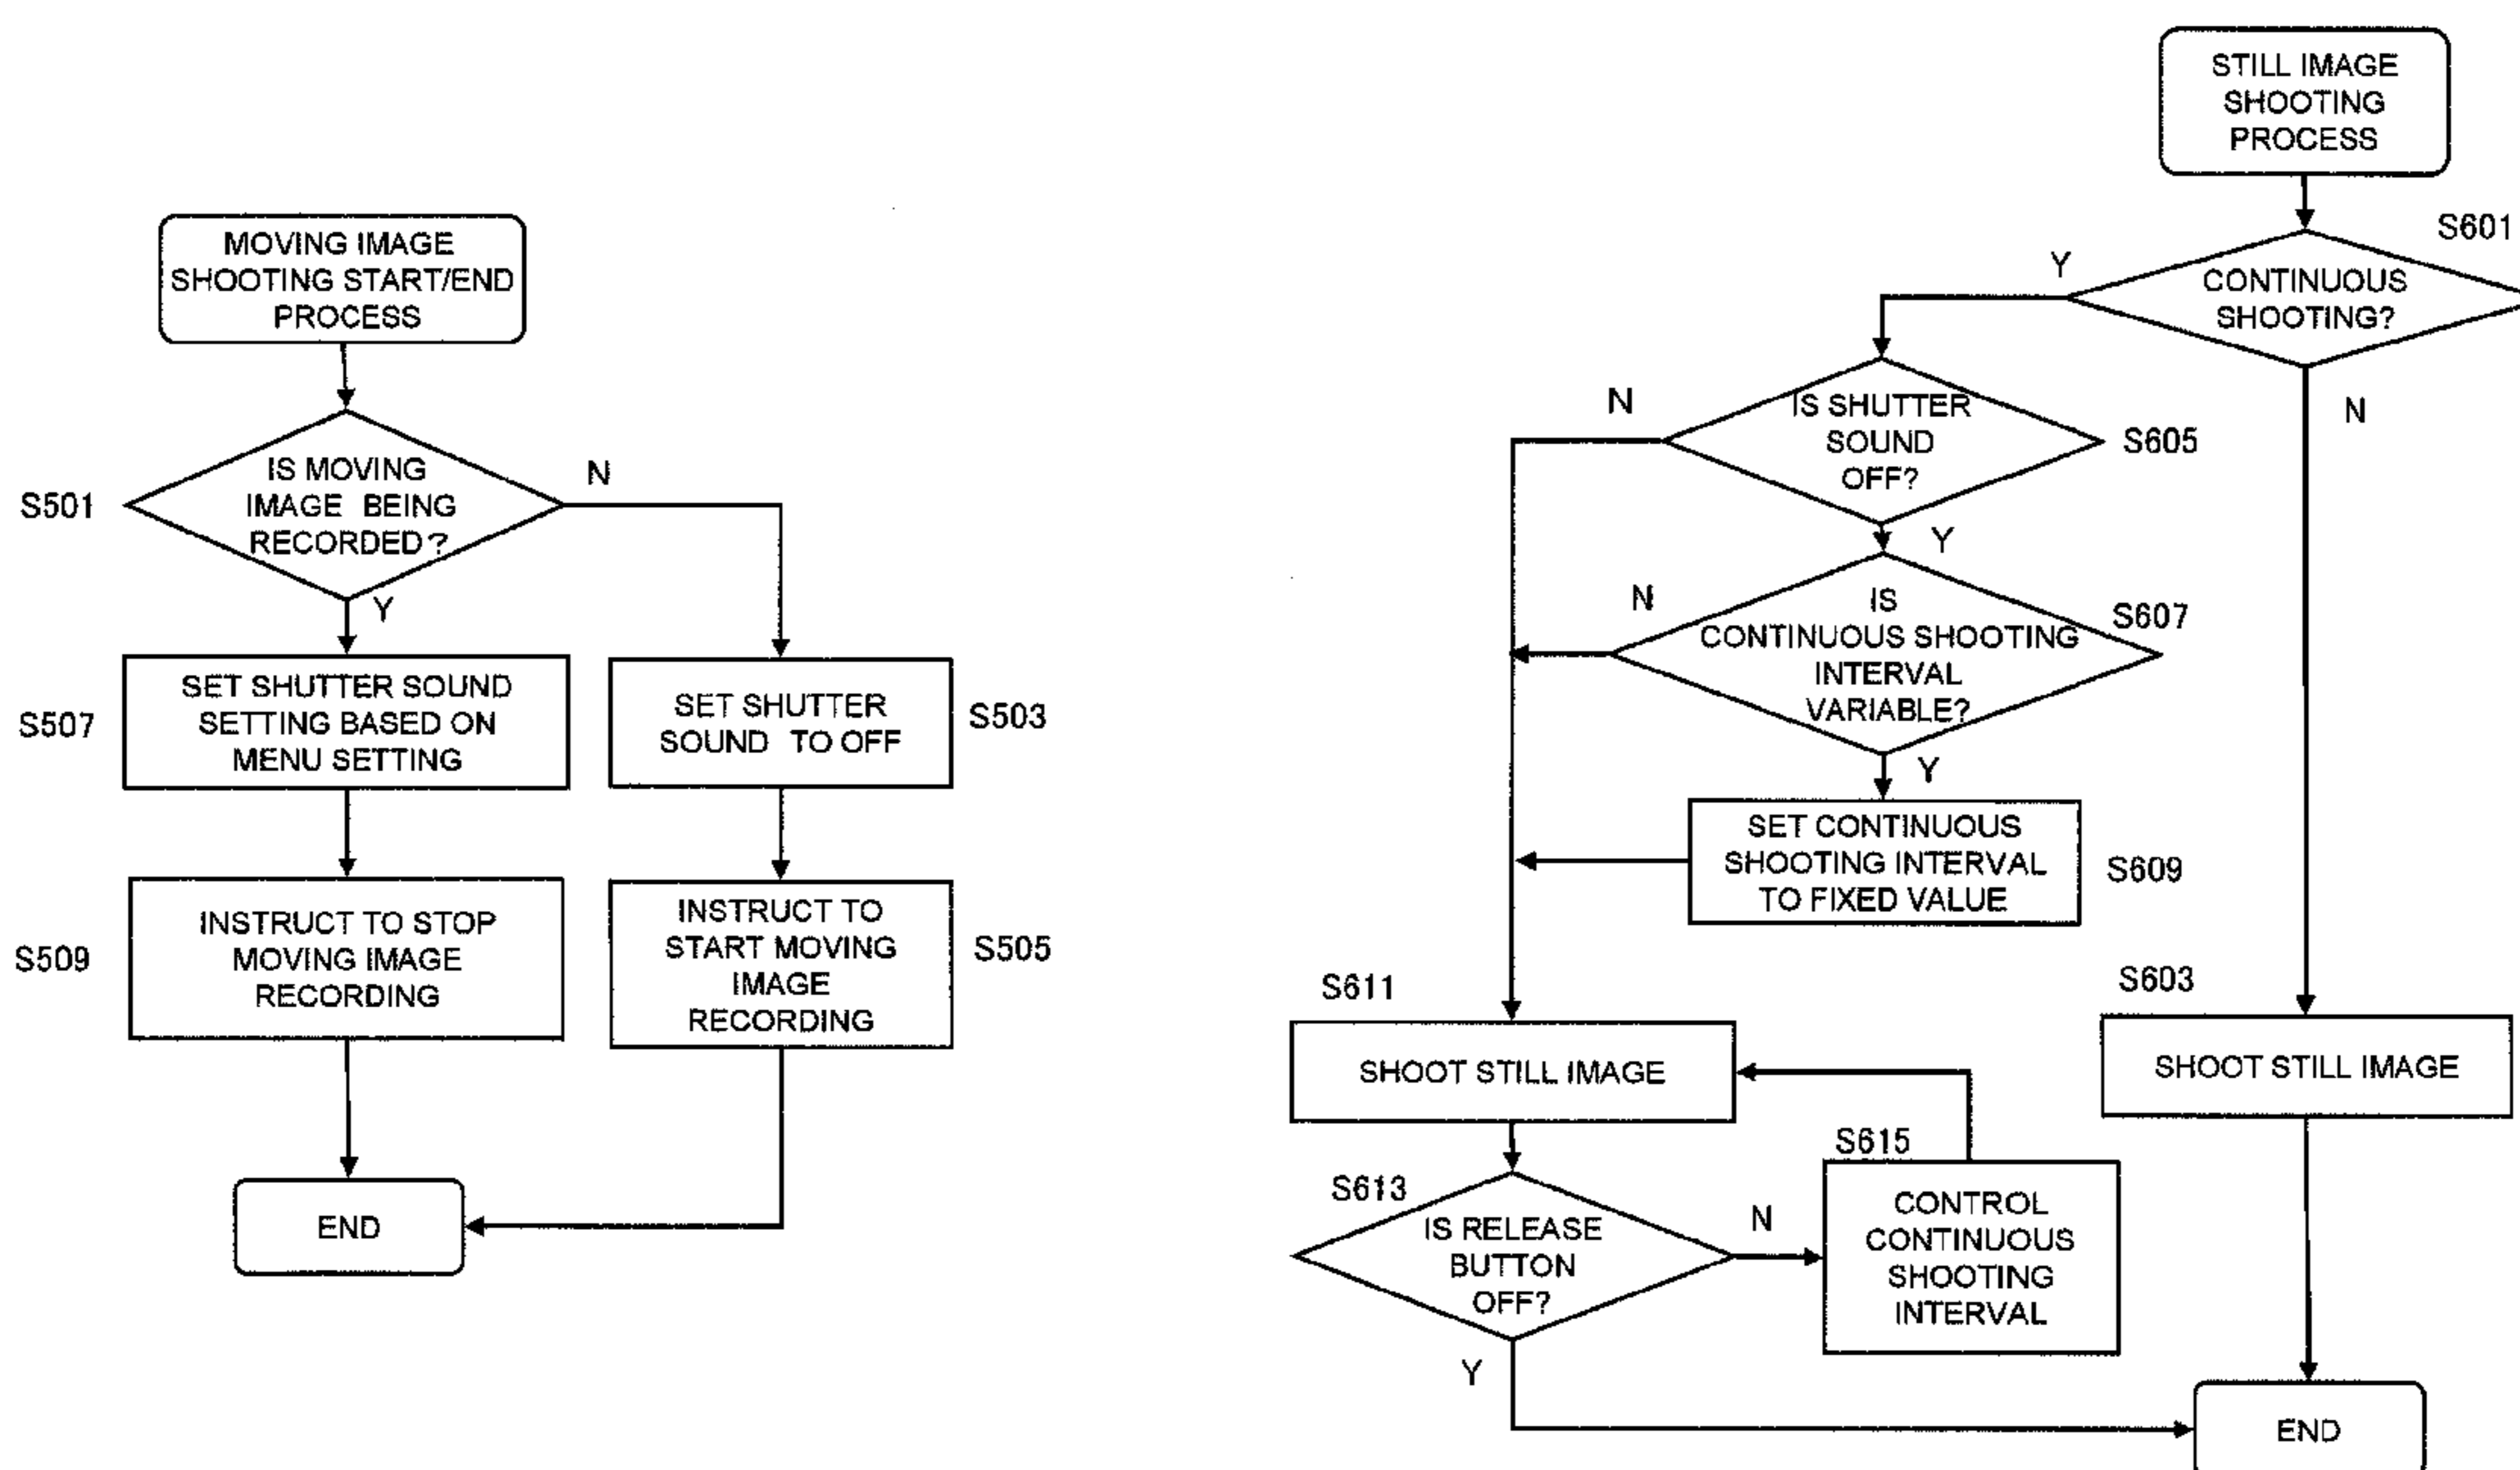 MOVING IMAGE
SHOOTING START/END
PROCESS
S501
IS MOVING
IMAGE BEING
RECORDED?
N
Y
S507
SET SHUTTER SOUND
SETTING BASED ON
MENU SETTING
SET SHUTTER
SOUND TO OFF
S503
S509
INSTRUCT TO STOP
MOVING IMAGE
RECORDING
INSTRUCT TO
START MOVING
IMAGE
RECORDING
S505
END
STILL IMAGE
SHOOTING
PROCESS
S601
Y
CONTINUOUS
SHOOTING?
N
N
IS SHUTTER
SOUND
OFF?
S605
Y
N
IS
CONTINUOUS SHOOTING
INTERVAL
VARIABLE?
S607
Y
SET CONTINUOUS
SHOOTING INTERVAL
TO FIXED VALUE
S609
S611
SHOOT STILL IMAGE
S603
SHOOT STILL IMAGE
S613
IS RELEASE
BUTTON
OFF?
N
S615
CONTROL
CONTINUOUS
SHOOTING
INTERVAL
Y
END